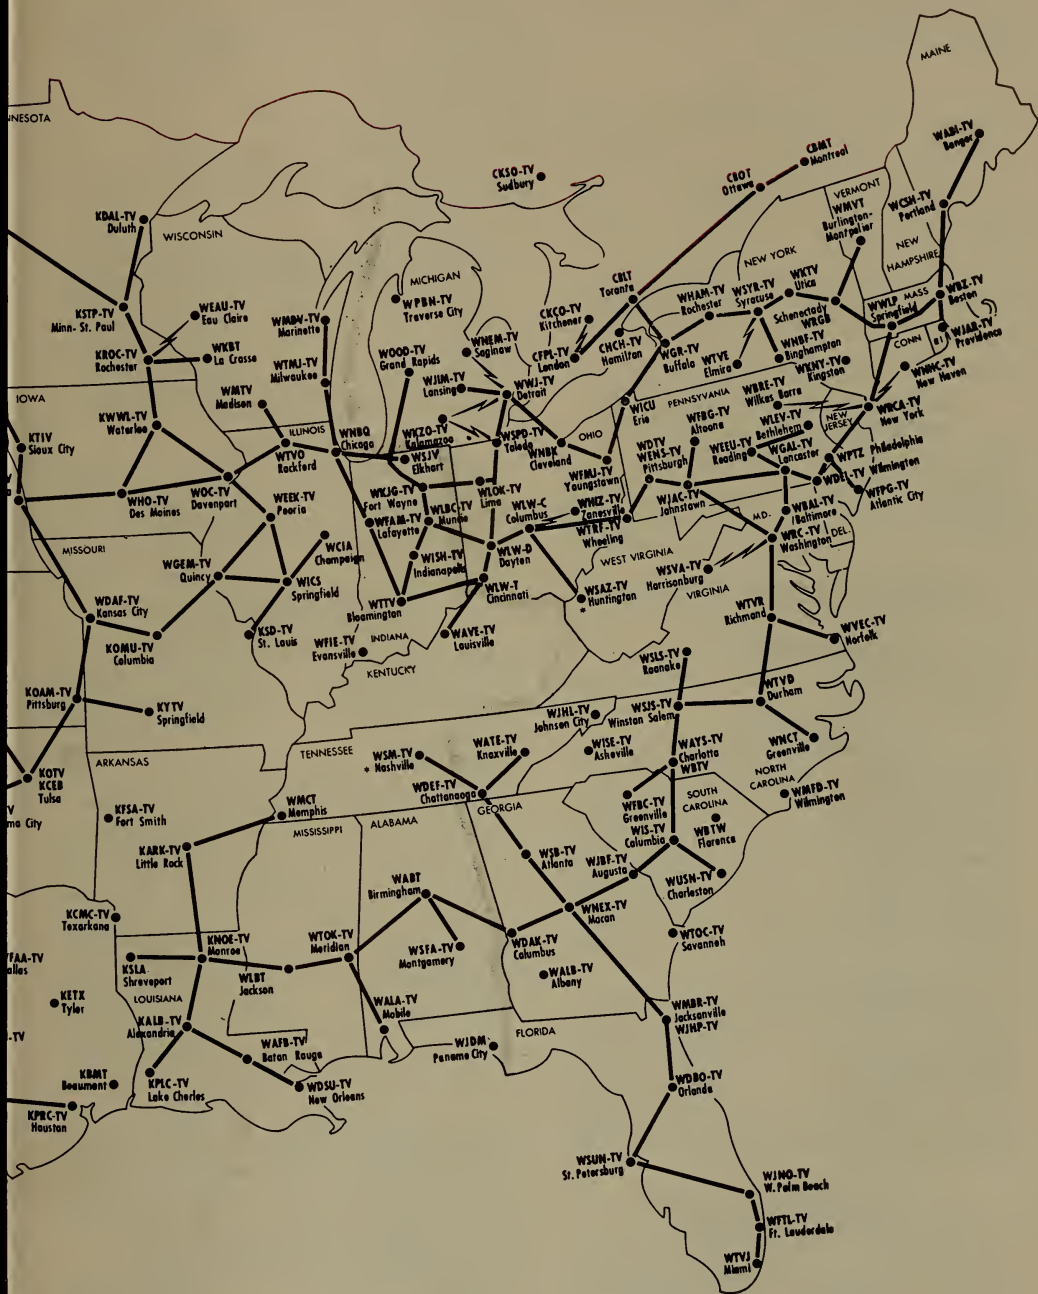 MAINE
NNESOTA
WABI-TV
Bangor
CKSO-TV
Sudbury
CBMT
Montreal
CBOT
Ottawa
VERMONT
WMVT
Burlington-
Montpelier
WCSH-TV
Portland
NEW
HAMPSHIRE
KDAL-TV
Duluth
WISCONSIN
MICHIGAN
NEW YORK
CBLT
Toronto
WPBN-TV
Traverse City
KSTP-TV
Minn-St. Paul
WEAU-TV
Eau Claire
WMBV-TV
Marinette
CKCO-TV
Kitchener
WHAM-TV
Rochester
WSYR-TV
Syracuse
WKTV
Utica
Schenectady
WRGB
WWLP
Springfield
MASS
WBZ-TV
Boston
WKBT
La Crosse
KROC-TV
Rochester
WTMJ-TV
Milwaukee
WOOD-TV
Grand Rapids
WNEM-TV
Saginaw
CFPL-TV
London
CHCH-TV
Hamilton
WGR-TV
Buffalo
WTVE
Elmira
WNBF-TV
Binghampton
CONN
RI
WJAR-TV
Providence
WKNY-TV
Kingston
WNHC-TV
New Haven
IOWA
WMTV
Madison
WJIM-TV
Lansing
WWJ-TV
Detroit
WICU
Erie
PENNSYLVANIA
WBRE-TV
Wilkes Barre
NEW
JERSEY
WRCA-TV
New York
KWWL-TV
Waterloo
ILLINOIS
WNBQ
Chicago
WTVO
Rockford
WKZO-TV
Kalamazoo
WSJV
Elkhart
WSPD-TV
Toledo
OHIO
WNBK
Cleveland
WFMJ-TV
Youngstown
WFBG-TV
Altoona
WLEV-TV
Bethlehem
WEEU-TV
Reading
WGAL-TV
Lancaster
WPTZ Philadelphia
WDEL-TV
Wilmington
WFPG-TV
Atlantic City
KTIV
Sioux City
WHO-TV
Des Moines
WOC-TV
Davenport
WEEK-TV
Peoria
WKJG-TV
Fort Wayne
WLOK-TV
Lima
WDTV
WENS-TV
Pittsburgh
WJAC-TV
Johnstown
WFAM-TV
Lafayette
WLBC-TV
Muncie
WLW-C
Columbus
WHIZ-TV
Zanesville
WTRF-TV
Wheeling
MD.
WBAL-TV
Baltimore
WRC-TV
Washington
DEL.
MISSOURI
WGEM-TV
Quincy
WCIA
Champaign
WICS
Springfield
WISH-TV
Indianapolis
WLW-D
Dayton
WLW-T
Cincinnati
WTTV
Bloomington
WEST VIRGINIA
WSVA-TV
Harrisonburg
VIRGINIA
WSAZ-TV
* Huntington
WDAF-TV
Kansas City
KOMU-TV
Columbia
KSD-TV
St. Louis
WFIE-TV
Evansville
INDIANA
WAVE-TV
Louisville
KENTUCKY
WTVR
Richmond
WVEC-TV
Norfolk
WSLS-TV
Roanoke
KOAM-TV
Pittsburg
KYTV
Springfield
WTVD
Durham
WSJS-TV
Winston Salem
WJHL-TV
Johnson City
WNCT
Greenville
ARKANSAS
TENNESSEE
WSM-TV
* Nashville
WATE-TV
Knoxville
WISE-TV
Asheville
WAYS-TV
Charlotta
WBTV
NORTH
CAROLINA
KOTV
KCEB
Tulsa
WDEF-TV
Chattanooga
GEORGIA
SOUTH
CAROLINA
WFBC-TV
Greenville
WMFD-TV
Wilmington
V
ma City
KFSA-TV
Fort Smith
WMCT
Memphis
MISSISSIPPI
ALABAMA
WIS-TV
Columbia
WBTW
Florence
KARK-TV
Little Rock
WSB-TV
Atlanta
WJBF-TV
Augusta
WUSN-TV
Charleston
WABT
Birmingham
WNEX-TV
Macon
KCMC-TV
Texarkana
WTOK-TV
Meridian
WDAK-TV
Columbus
WTOC-TV
Savannah
KNOE-TV
Monroe
WSFA-TV
Montgomery
FAA-TV
allas
KSLA
Shreveport
WLBT
Jackson
WALB-TV
Albany
KETX
Tyler
LOUISIANA
WALA-TV
Mobile
WMBR-TV
Jacksonville
WJHP-TV
KALB-TV
Alexandria
-TV
WAFB-TV
Baton Rouge
WJDM
Panama City
FLORIDA
KBMT
Beaumont
KPLC-TV
Lake Charles
WDSU-TV
New Orleans
WDBO-TV
Orlando
KPRC-TV
Houston
WSUN-TV
St. Petersburg
WJNO-TV
W. Palm Beach
WFTL-TV
Ft. Lauderdale
WTVJ
Miami